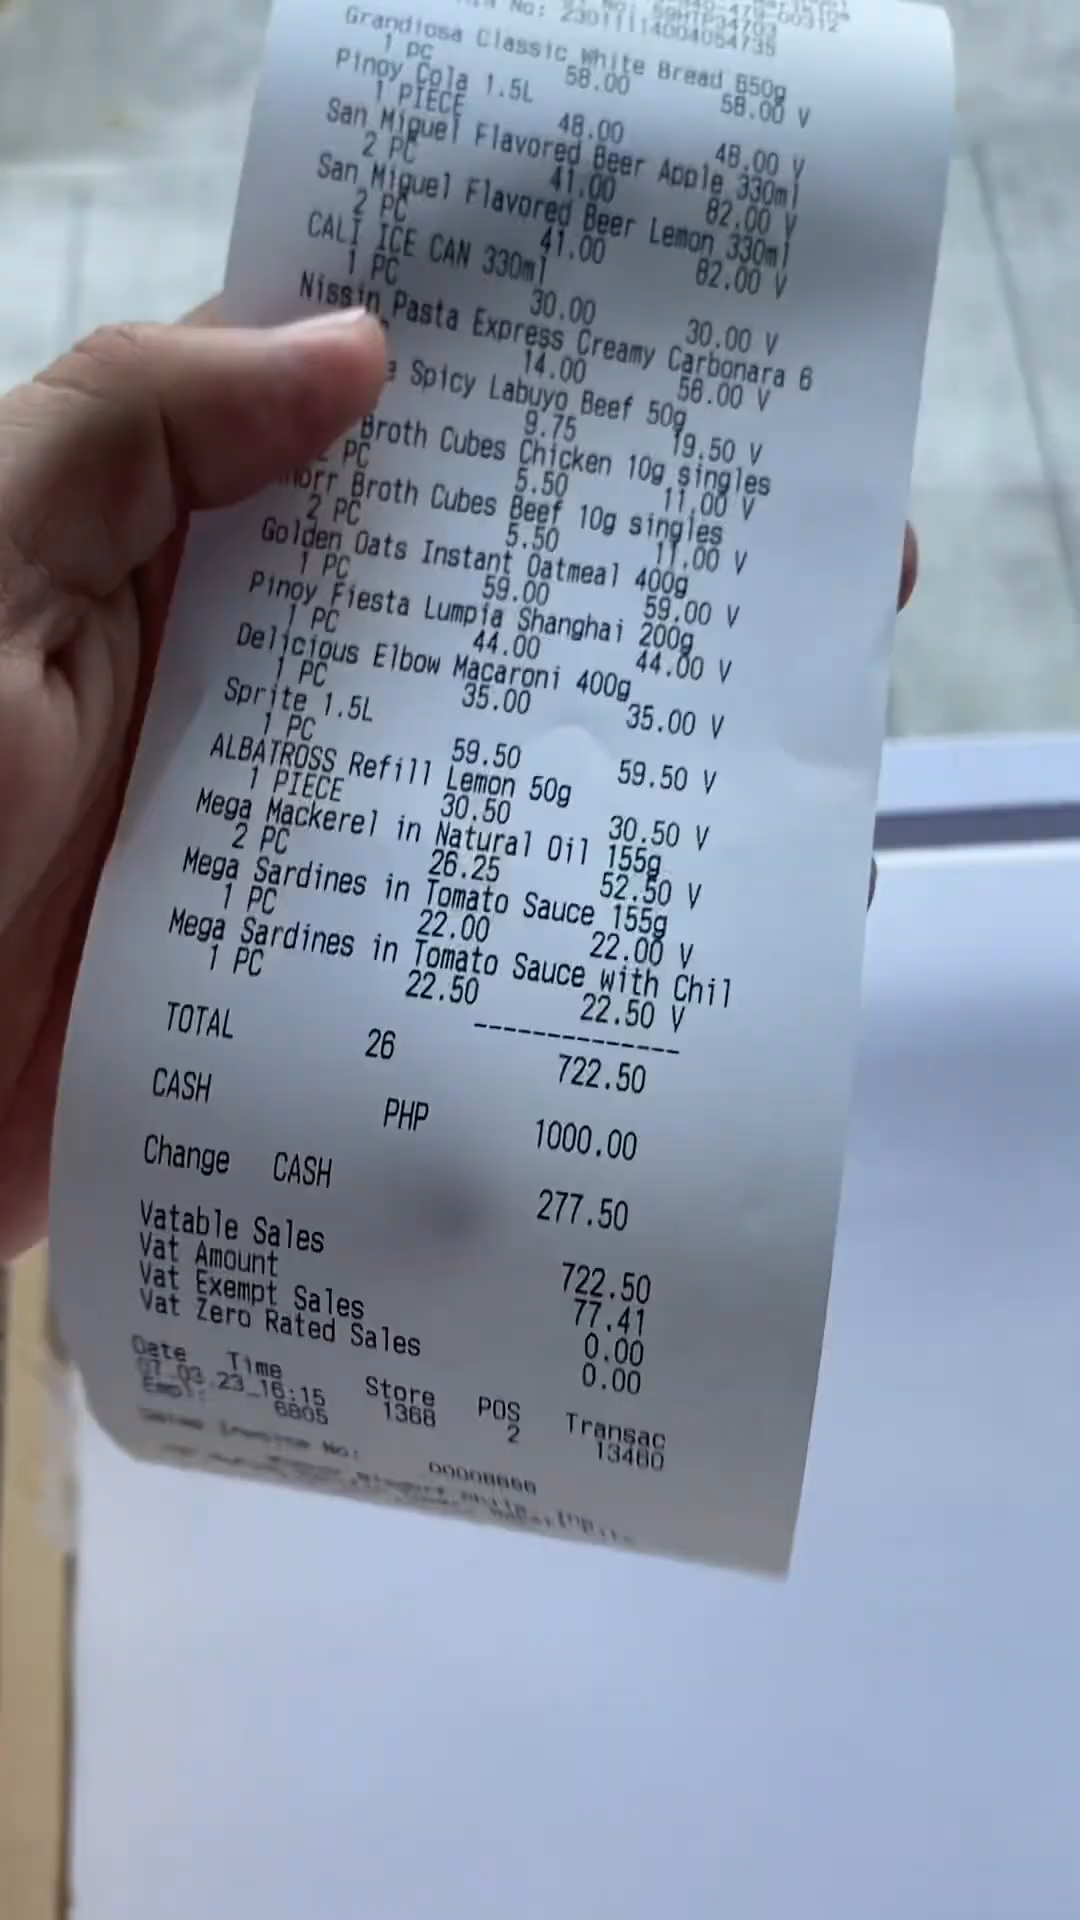 No: 23011114004054735
Grandiosa Classic White Bread 650g
1 PC 58.00 58.00 V
Pinoy Cola 1.5L
1 PIECE 48.00 48.00 V
San Miguel Flavored Beer Apple 330ml
2 PC 41.00 82.00 V
San Miguel Flavored Beer Lemon 330ml
2 PC 41.00 82.00 V
CALI ICE CAN 330ml
1 PC 30.00 30.00 V
Nissin Pasta Express Creamy Carbonara 6
14.00 56.00 V
Spicy Labuyo Beef 50g
9.75 19.50 V
Broth Cubes Chicken 10g singles
PC 5.50 11.00 V
Broth Cubes Beef 10g singles
2 PC 5.50 11.00 V
Golden Oats Instant Oatmeal 400g
1 PC 59.00 59.00 V
Pinoy Fiesta Lumpia Shanghai 200g
1 PC 44.00 44.00 V
Delicious Elbow Macaroni 400g
1 PC 35.00 35.00 V
Sprite 1.5L
1 PC 59.50 59.50 V
ALBATROSS Refill Lemon 50g
1 PIECE 30.50 30.50 V
Mega Mackerel in Natural Oil 155g
2 PC 26.25 52.50 V
Mega Sardines in Tomato Sauce 155g
1 PC 22.00 22.00 V
Mega Sardines in Tomato Sauce with Chil
1 PC 22.50 22.50 V
--------------
TOTAL 26 722.50
CASH PHP 1000.00
Change CASH 277.50
Vatable Sales 722.50
Vat Amount 77.41
Vat Exempt Sales 0.00
Vat Zero Rated Sales 0.00
Date Time Store POS Transac
07.03.23 16:15 1368 2 13480
Empl: 6805